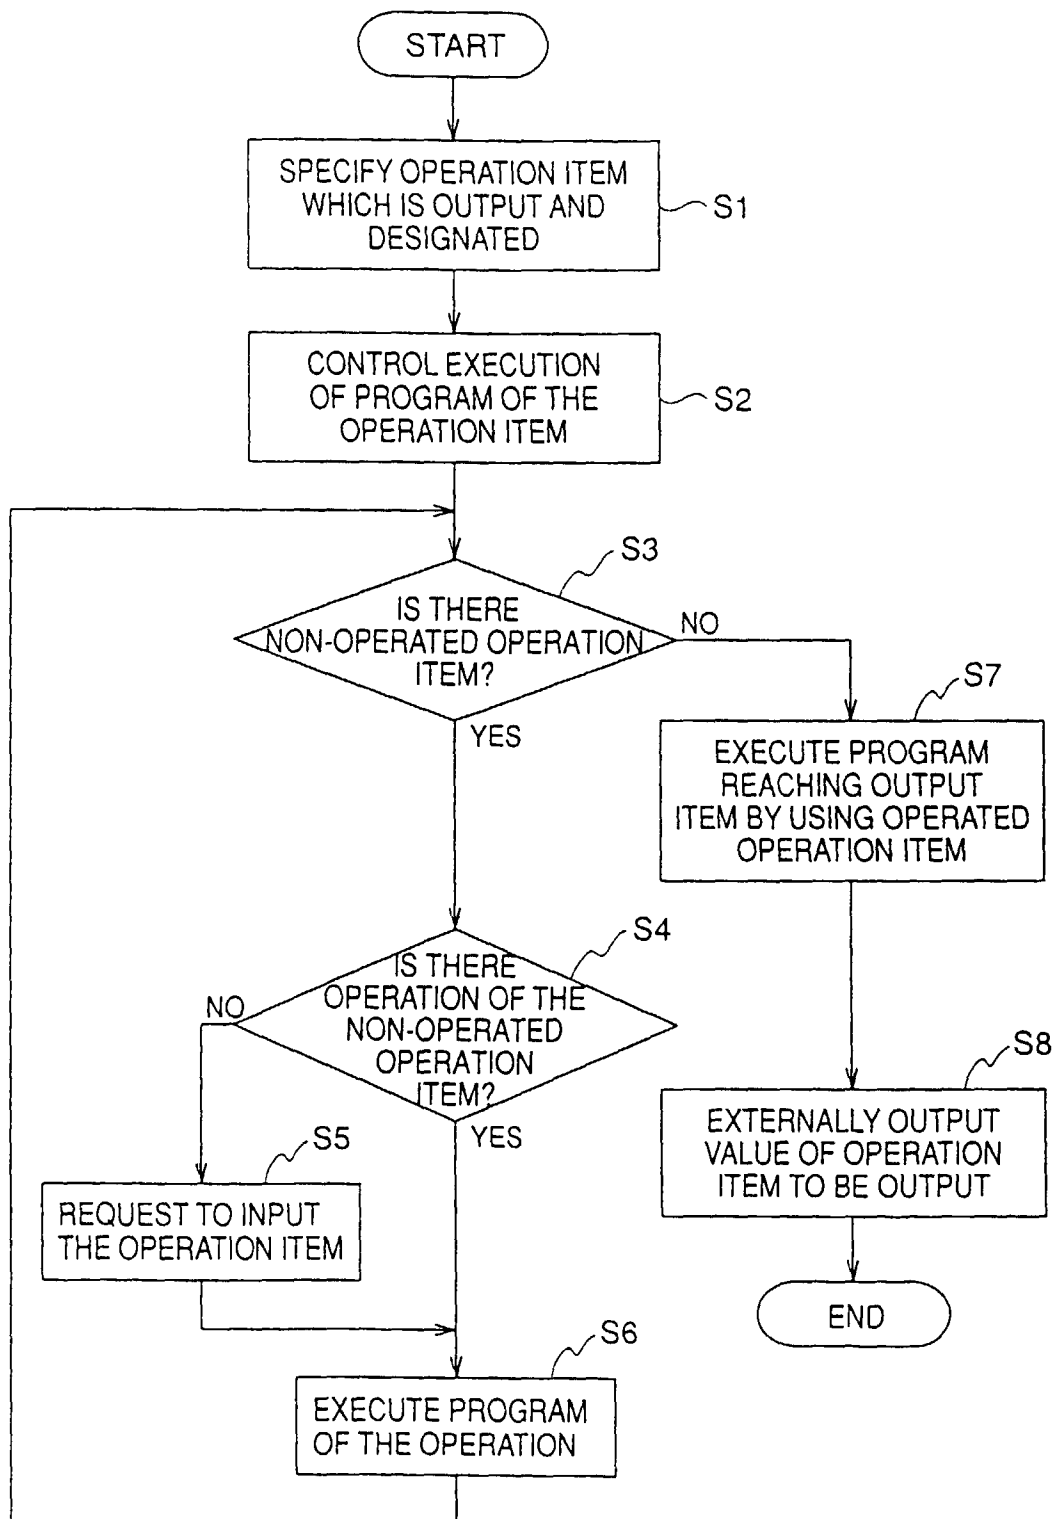 START
SPECIFY OPERATION ITEM
WHICH IS OUTPUT AND
DESIGNATED
S1
CONTROL EXECUTION
OF PROGRAM OF THE
OPERATION ITEM
S2
S3
IS THERE
NON-OPERATED OPERATION
ITEM?
NO
YES
S7
EXECUTE PROGRAM
REACHING OUTPUT
ITEM BY USING OPERATED
OPERATION ITEM
S4
IS THERE
OPERATION OF THE
NON-OPERATED
OPERATION
ITEM?
NO
YES
S8
EXTERNALLY OUTPUT
VALUE OF OPERATION
ITEM TO BE OUTPUT
S5
REQUEST TO INPUT
THE OPERATION ITEM
END
S6
EXECUTE PROGRAM
OF THE OPERATION